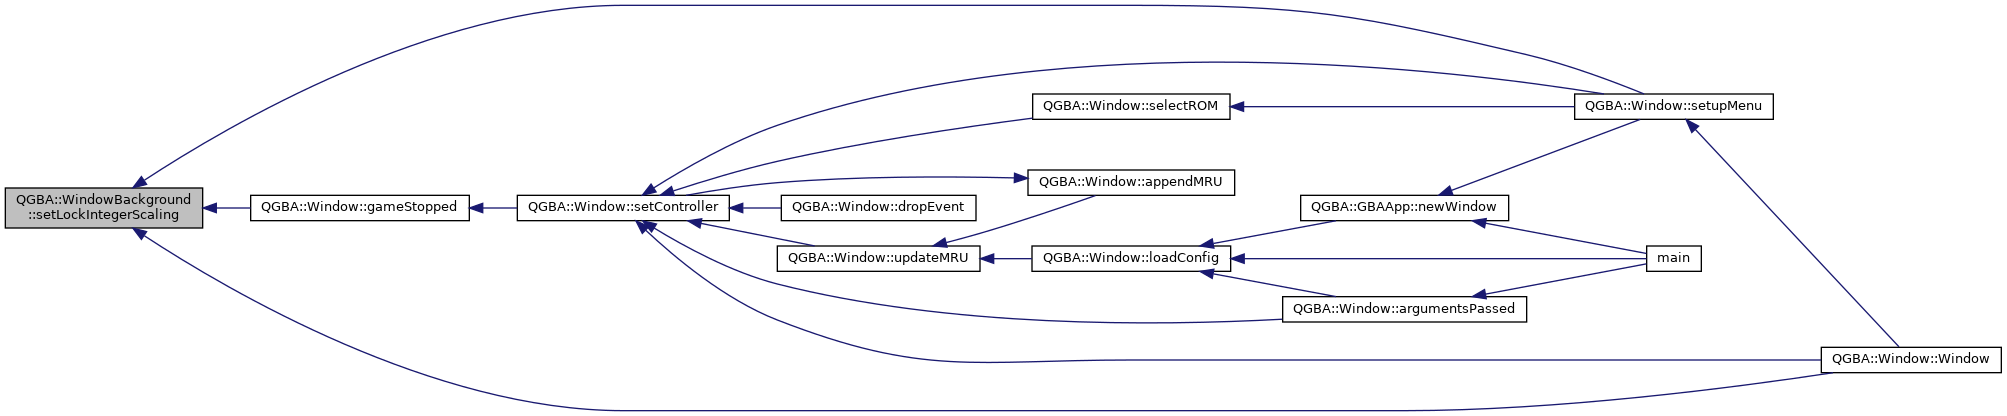 QGBA::WindowBackground
::setLockIntegerScaling
QGBA::Window::gameStopped
QGBA::Window::setController
QGBA::Window::selectROM
QGBA::Window::appendMRU
QGBA::Window::dropEvent
QGBA::Window::updateMRU
QGBA::Window::loadConfig
QGBA::Window::setupMenu
QGBA::GBAApp::newWindow
main
QGBA::Window::argumentsPassed
QGBA::Window::Window